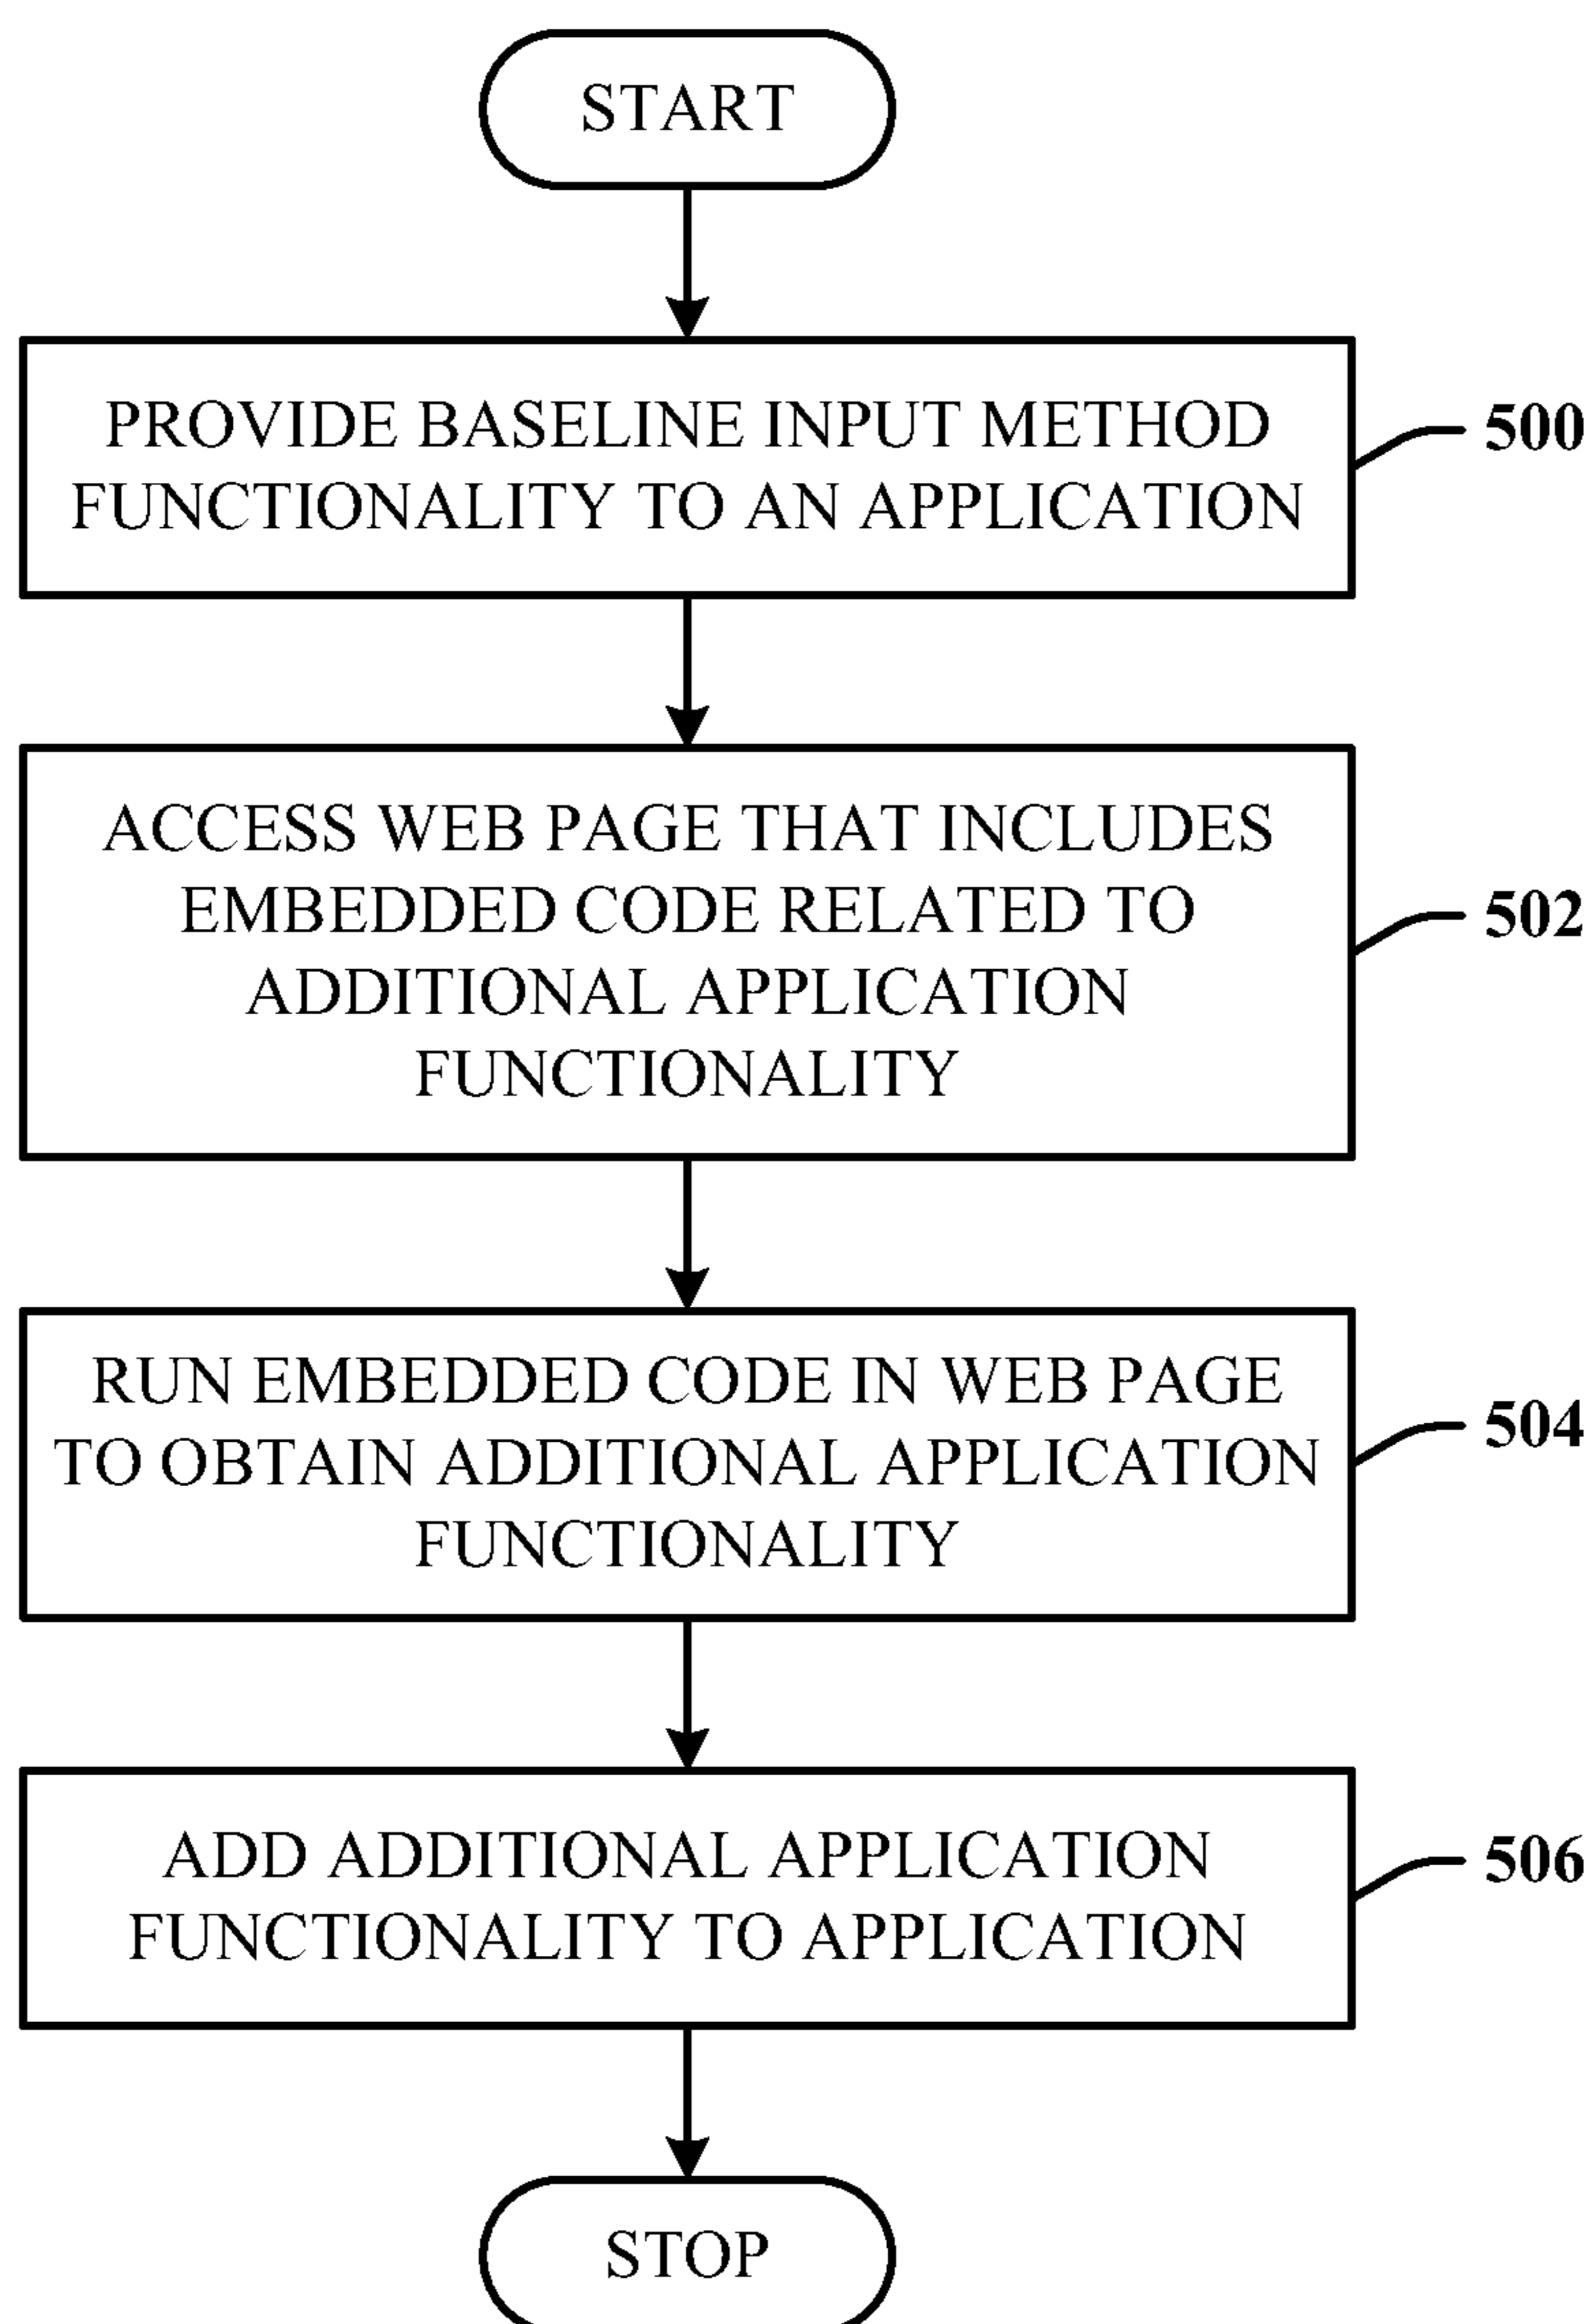 START
PROVIDE BASELINE INPUT METHOD
FUNCTIONALITY TO AN APPLICATION
500
ACCESS WEB PAGE THAT INCLUDES
EMBEDDED CODE RELATED TO
ADDITIONAL APPLICATION
FUNCTIONALITY
502
RUN EMBEDDED CODE IN WEB PAGE
TO OBTAIN ADDITIONAL APPLICATION
FUNCTIONALITY
504
ADD ADDITIONAL APPLICATION
FUNCTIONALITY TO APPLICATION
506
STOP